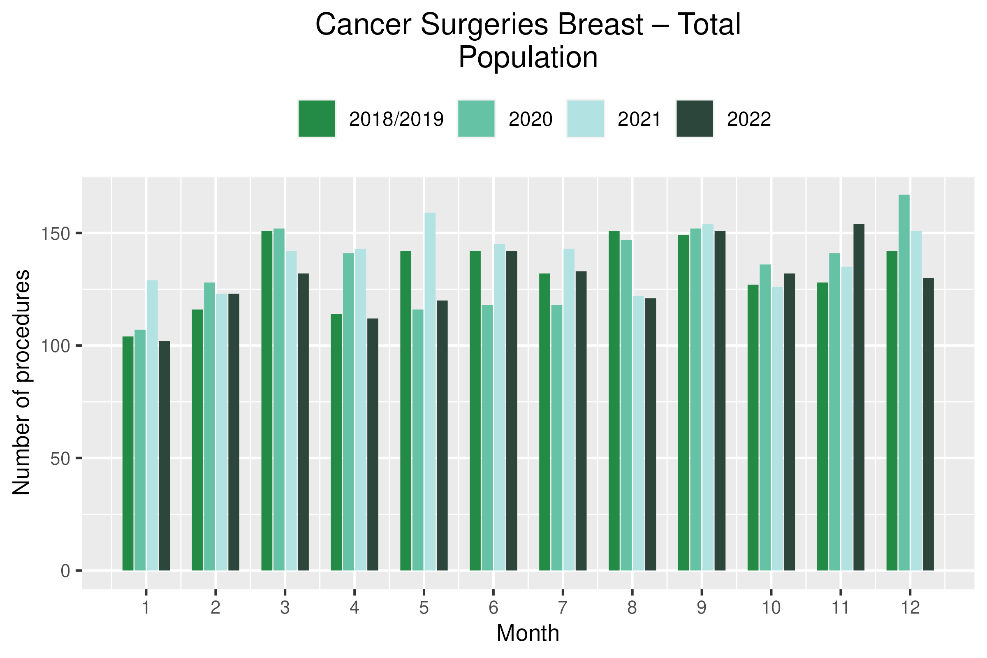 Cancer Surgeries Breast – Total
Population
2018/2019 2020 2021 2022
Number of procedures
150
100
50
0
1 2 3 4 5 6 7 8 9 10 11 12
Month